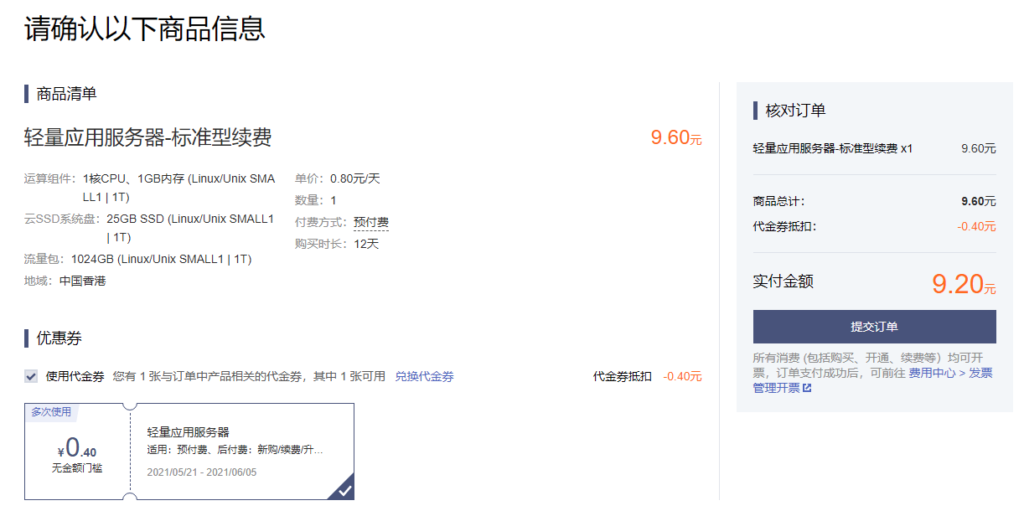 请确认以下商品信息
商品清单
轻量应用服务器-标准型续费
9.60元
运算组件：1核CPU、1GB内存 (Linux/Unix SMA
LL1 | 1T)
云SSD系统盘：25GB SSD (Linux/Unix SMALL1
| 1T)
流量包：1024GB (Linux/Unix SMALL1 | 1T)
地域：中国香港
单价：0.80元/天
数量：1
付费方式：预付费
购买时长：12天
优惠券
使用代金券 您有 1 张与订单中产品相关的代金券，其中 1 张可用 兑换代金券
代金券抵扣 -0.40元
多次使用
¥0.40
无金额门槛
轻量应用服务器
适用：预付费、后付费：新购/续费/升...
2021/05/21 - 2021/06/05
核对订单
轻量应用服务器-标准型续费 x1 9.60元
商品总计： 9.60元
代金券抵扣： -0.40元
实付金额 9.20元
提交订单
所有消费 (包括购买、开通、续费等）均可开
票，订单支付成功后，可前往 费用中心 > 发票
管理开票